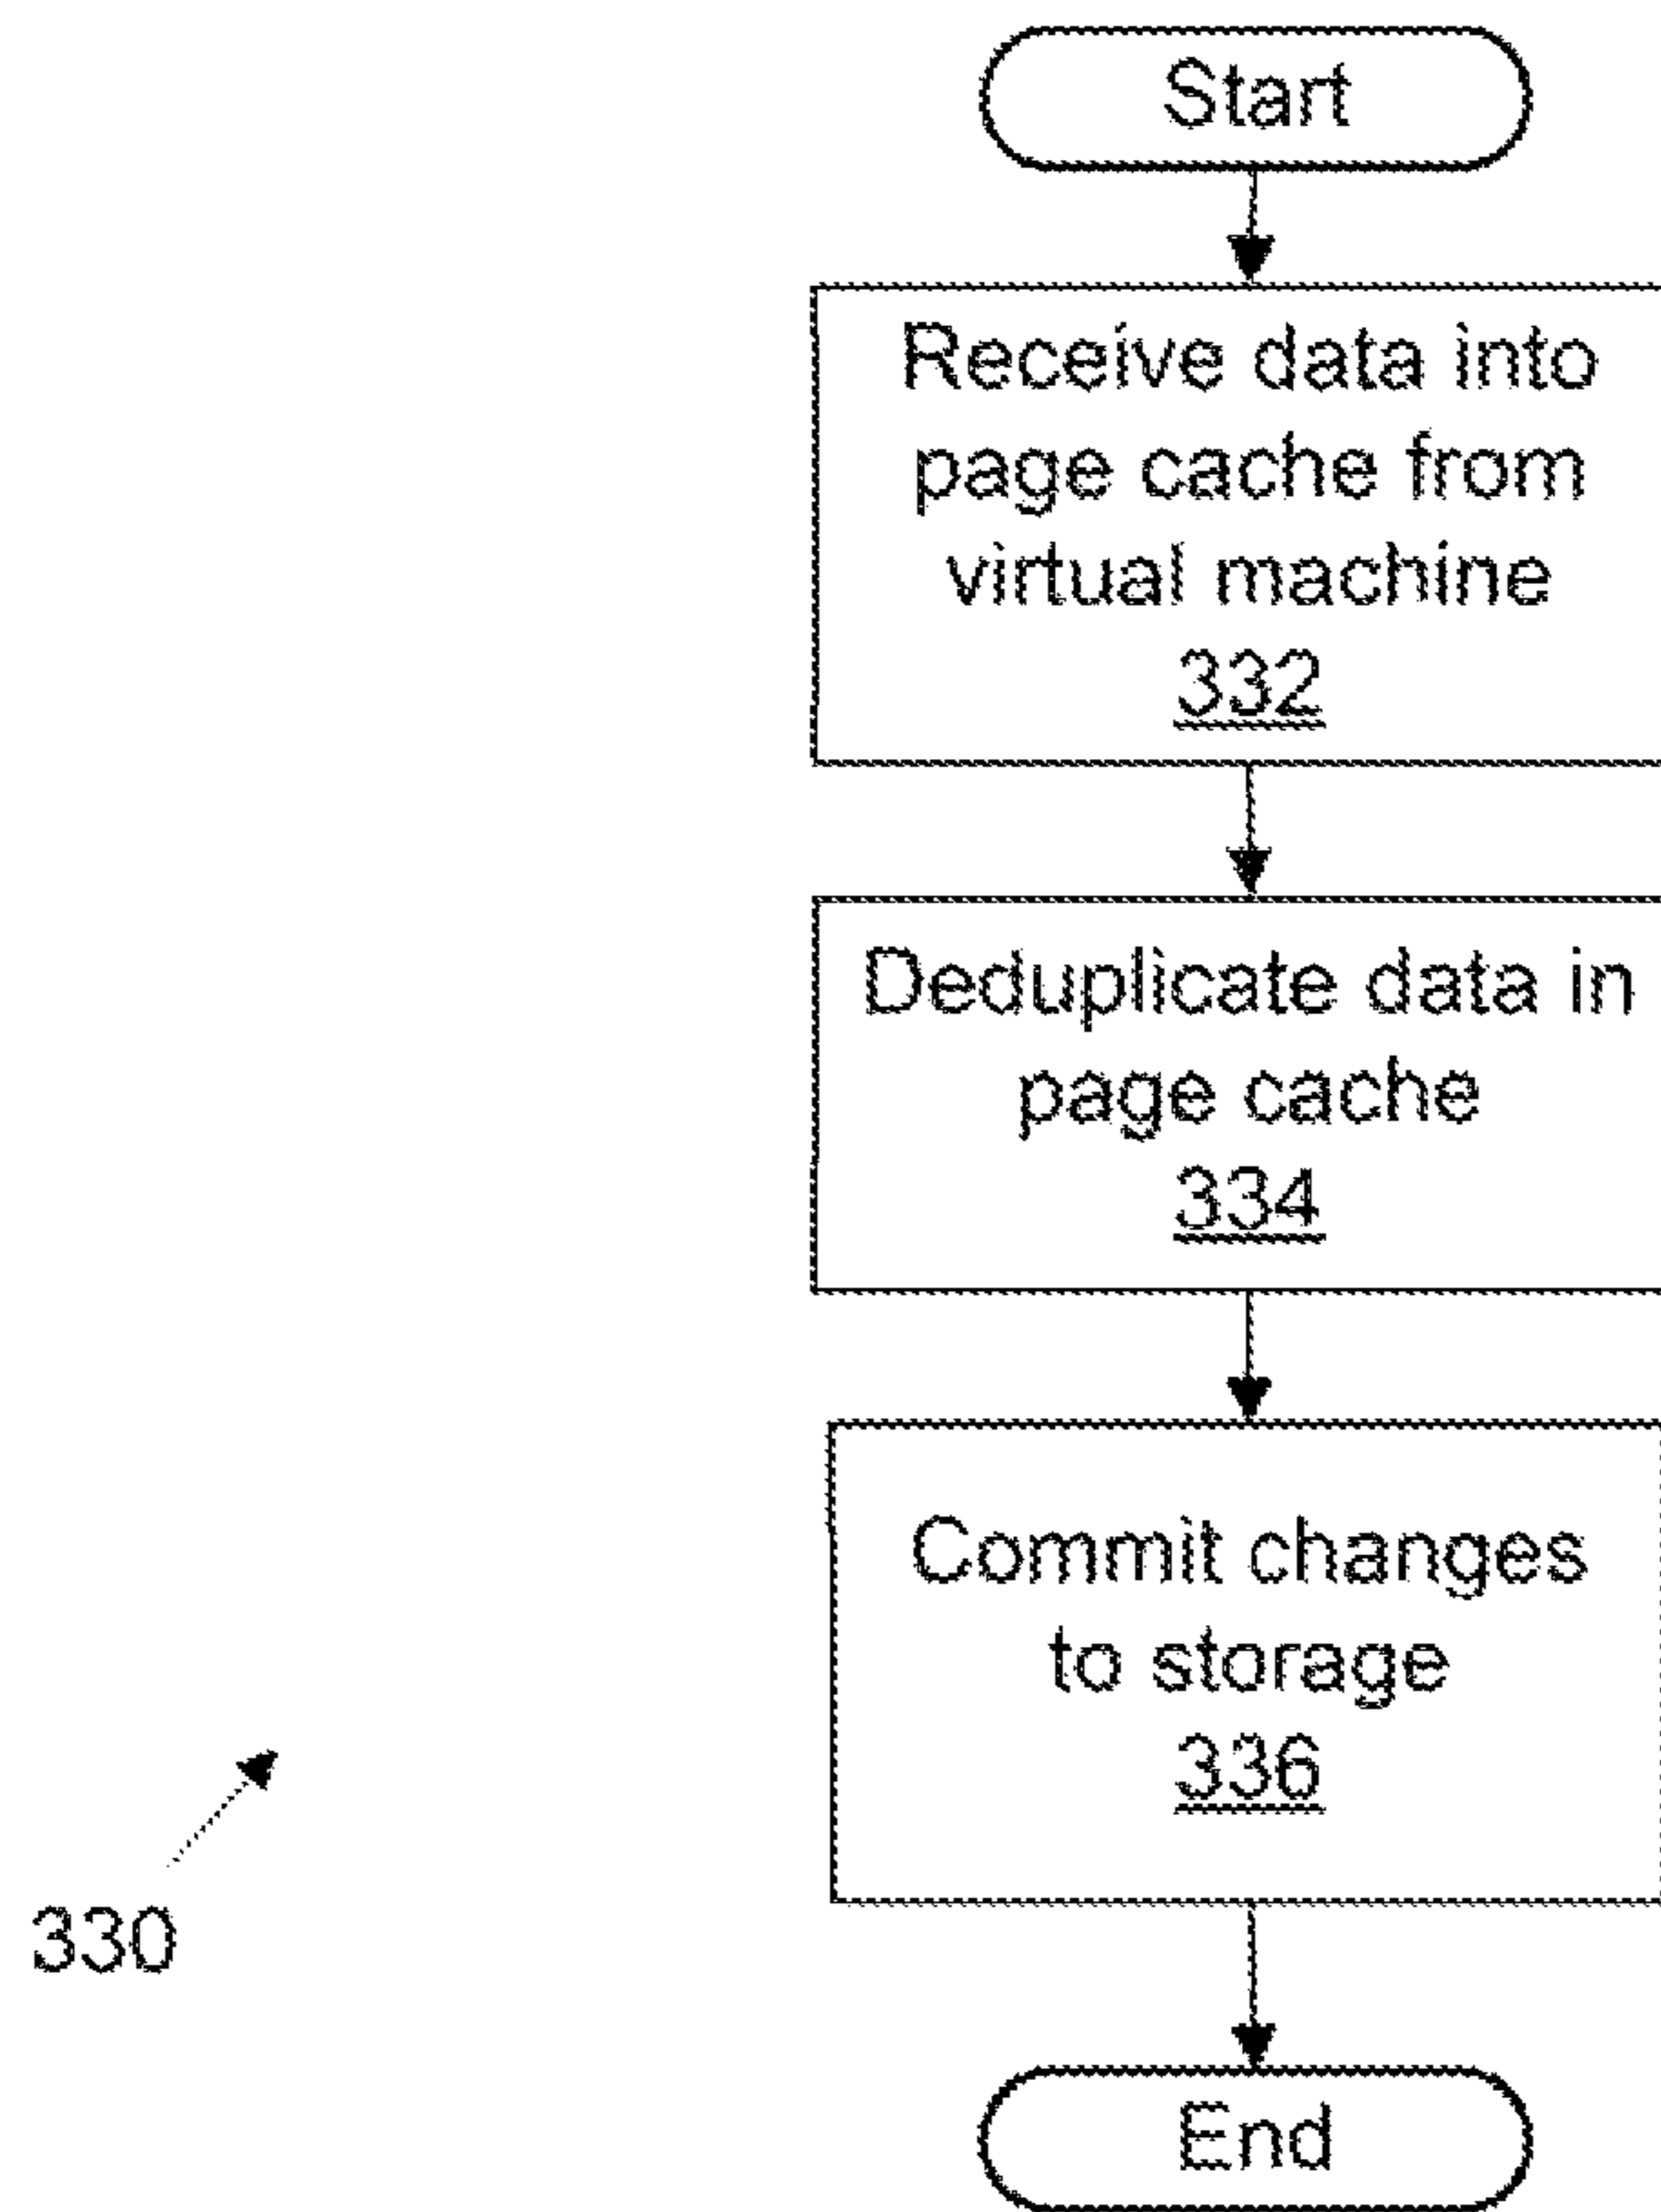 Start
Receive data into
page cache from
virtual machine
332
Deduplicate data in
page cache
334
Commit changes
to storage
336
330
End